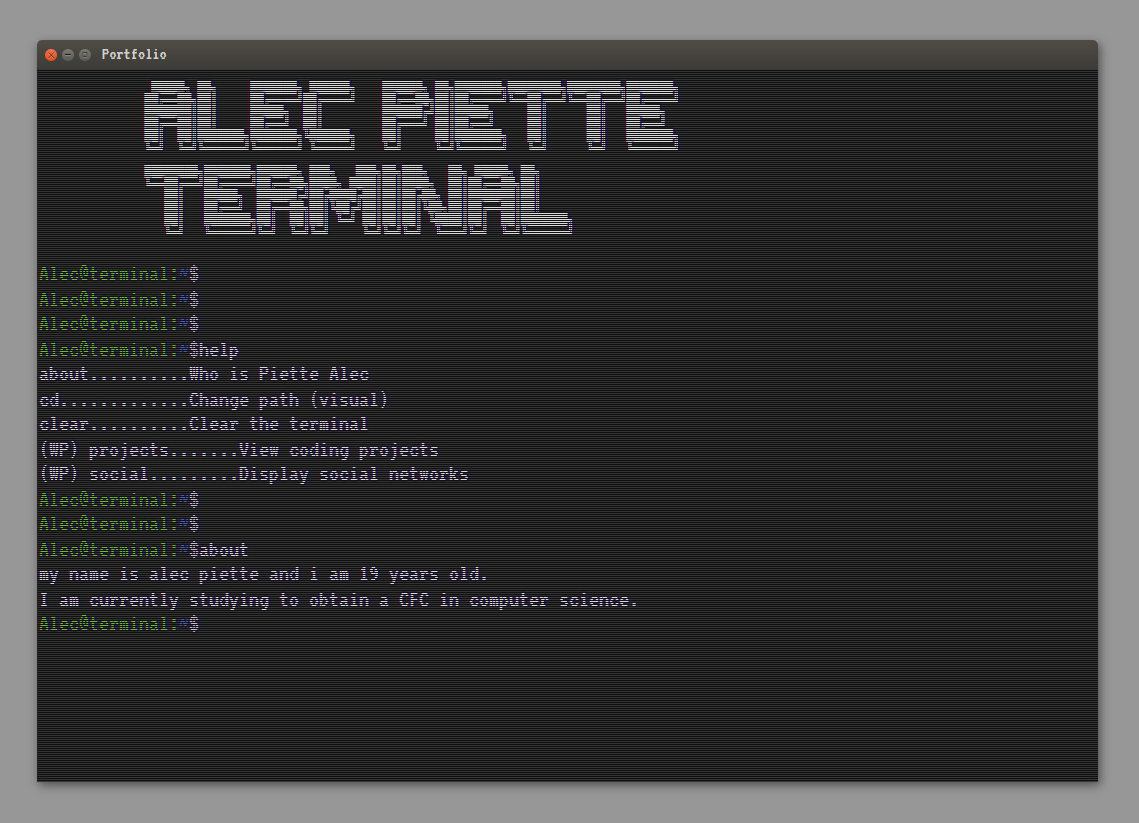 Portfolio
ALEC PIETTE
TERMINAL
Alec@terminal:~$
Alec@terminal:~$
Alec@terminal:~$
Alec@terminal:~$help
about..........Who is Piette Alec
cd.............Change path (visual)
clear..........Clear the terminal
(WP) projects.......View coding projects
(WP) social.........Display social networks
Alec@terminal:~$
Alec@terminal:~$
Alec@terminal:~$about
my name is alec piette and i am 19 years old.
I am currently studying to obtain a CFC in computer science.
Alec@terminal:~$